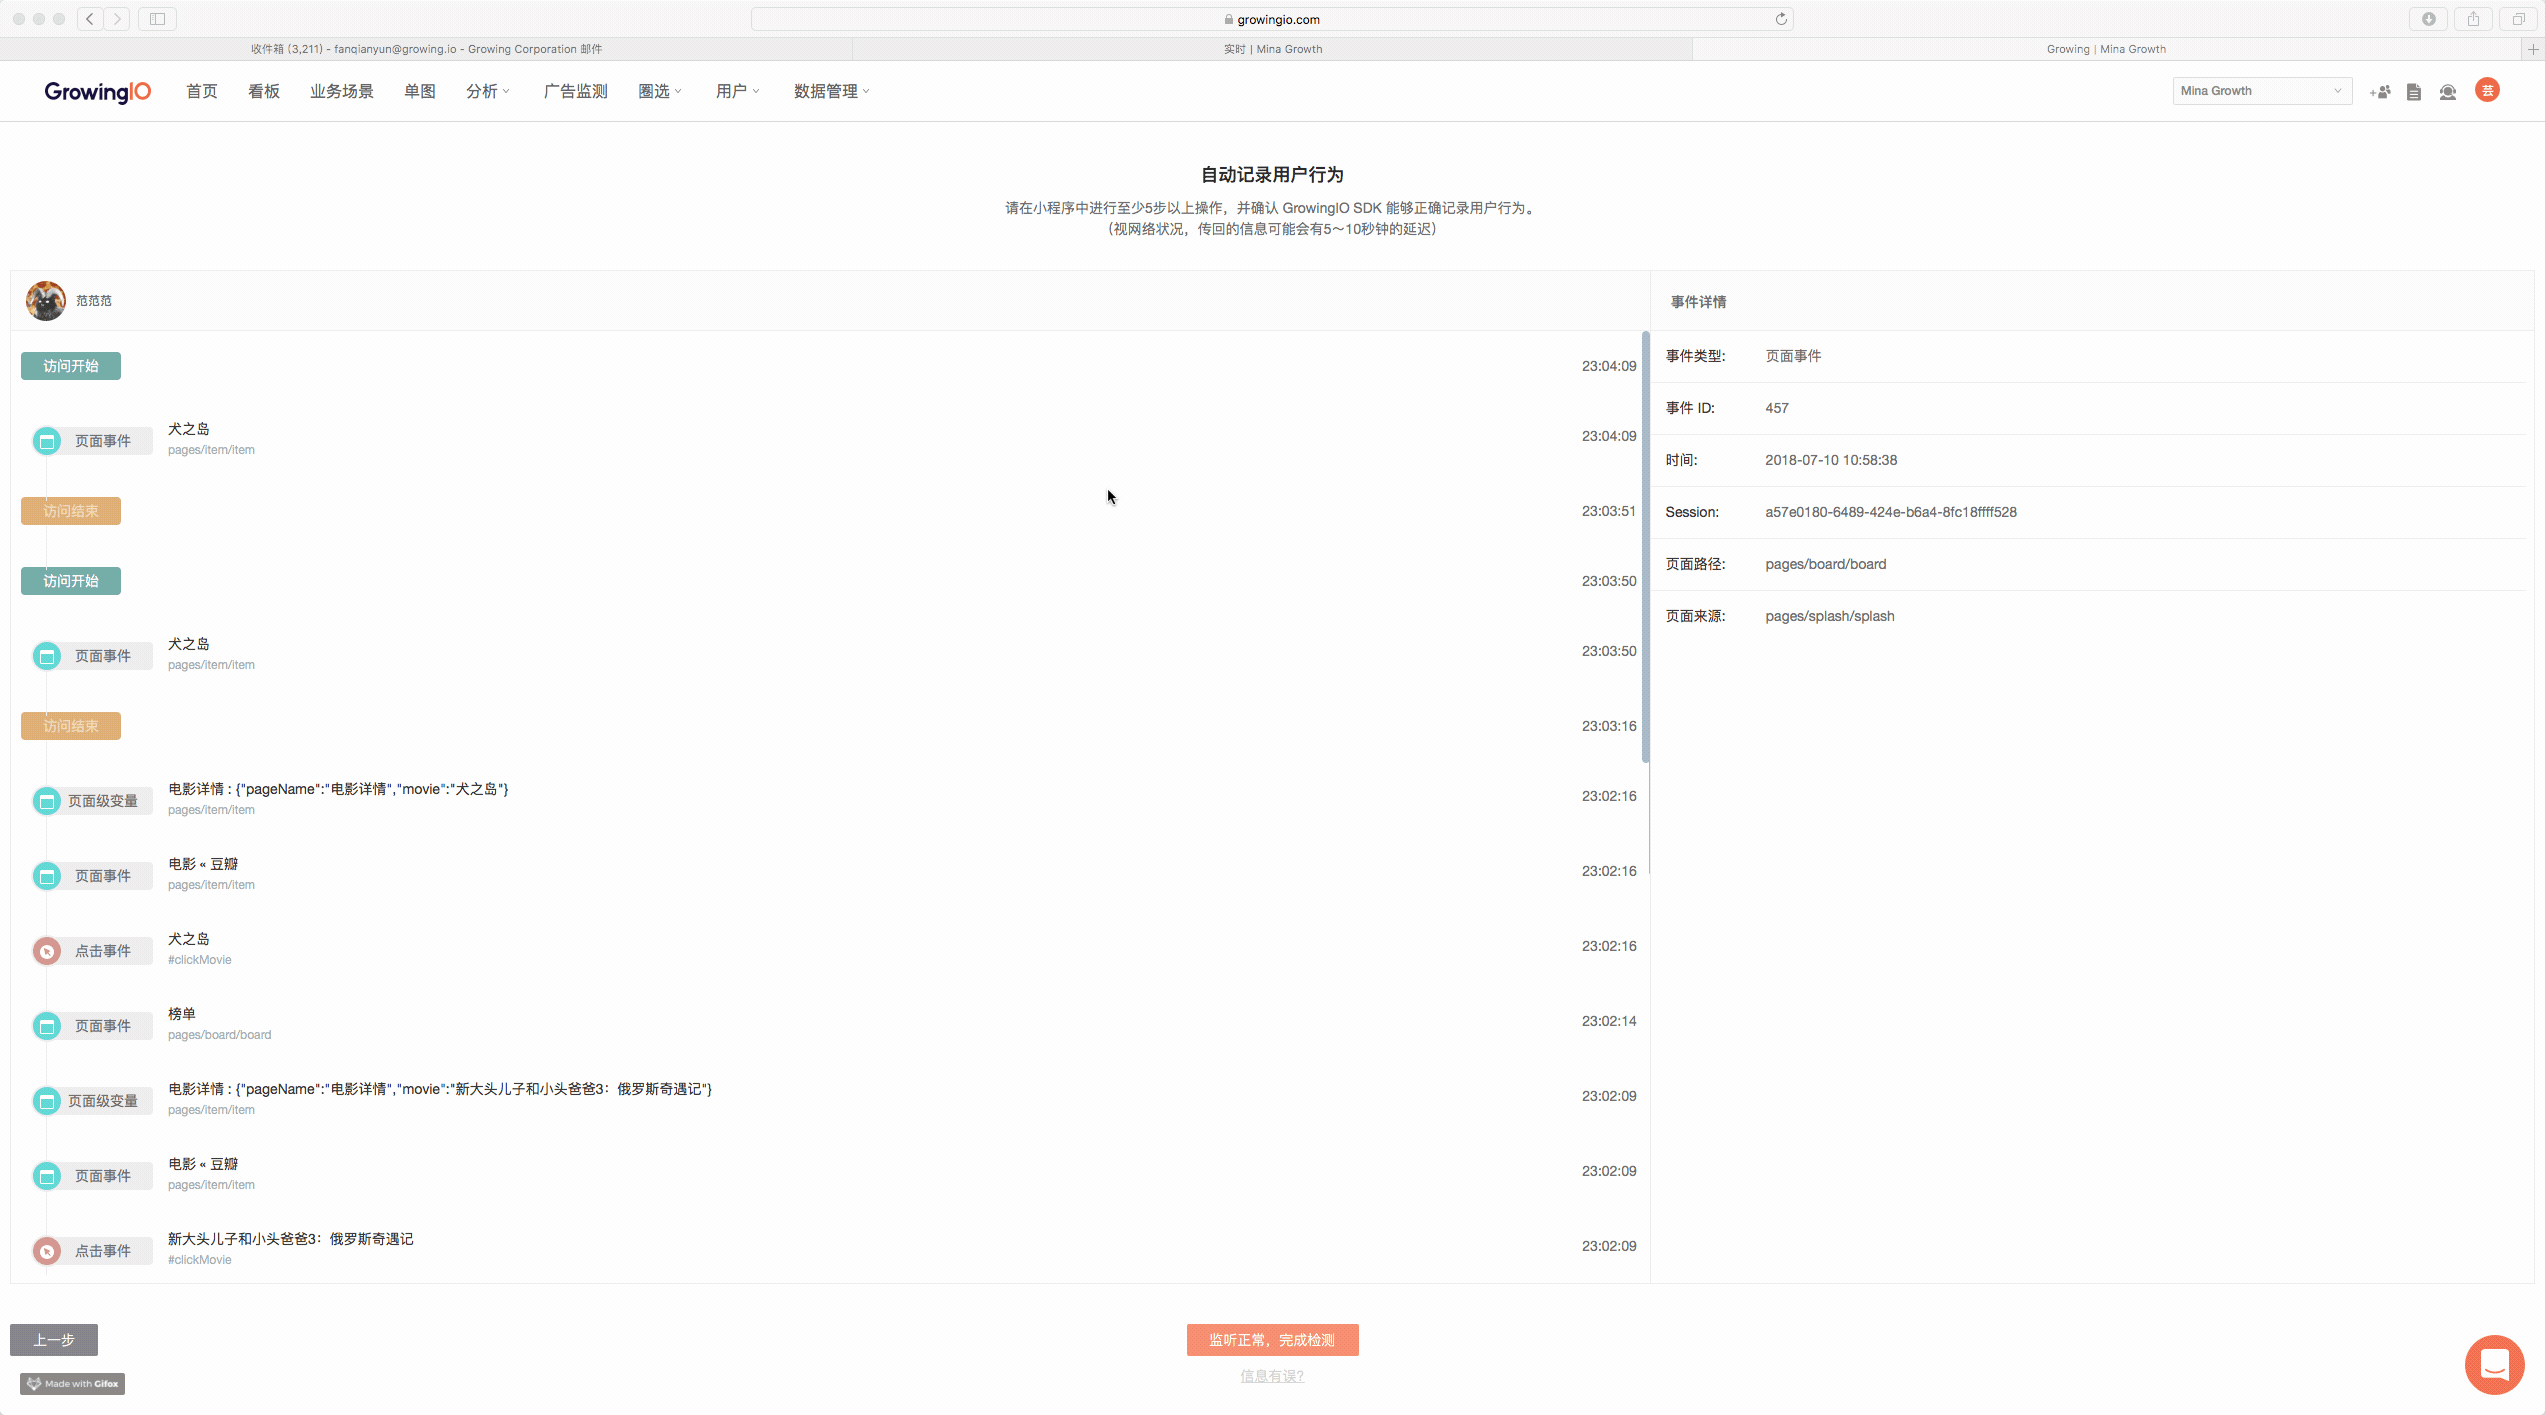 growingio.com
收件箱 (3,211) - fanqianyun@growing.io - Growing Corporation 邮件
实时 | Mina Growth
Growing | Mina Growth
GrowingIO 首页 看板 业务场景 单图 分析 广告监测 圈选 用户 数据管理 Mina Growth 芸
自动记录用户行为
请在小程序中进行至少5步以上操作，并确认 GrowingIO SDK 能够正确记录用户行为。
（视网络状况，传回的信息可能会有5～10秒钟的延迟）
范范范
访问开始 23:04:09
页面事件 犬之岛 23:04:09
pages/item/item
访问结束 23:03:51
访问开始 23:03:50
页面事件 犬之岛 23:03:50
pages/item/item
访问结束 23:03:16
页面级变量 电影详情 : {"pageName":"电影详情","movie":"犬之岛"} 23:02:16
pages/item/item
页面事件 电影 « 豆瓣 23:02:16
pages/item/item
点击事件 犬之岛 23:02:16
#clickMovie
页面事件 榜单 23:02:14
pages/board/board
页面级变量 电影详情 : {"pageName":"电影详情","movie":"新大头儿子和小头爸爸3：俄罗斯奇遇记"} 23:02:09
pages/item/item
页面事件 电影 « 豆瓣 23:02:09
pages/item/item
点击事件 新大头儿子和小头爸爸3：俄罗斯奇遇记 23:02:09
#clickMovie
事件详情
事件类型: 页面事件
事件 ID: 457
时间: 2018-07-10 10:58:38
Session: a57e0180-6489-424e-b6a4-8fc18ffff528
页面路径: pages/board/board
页面来源: pages/splash/splash
上一步
监听正常，完成检测
信息有误?
Made with Gifox